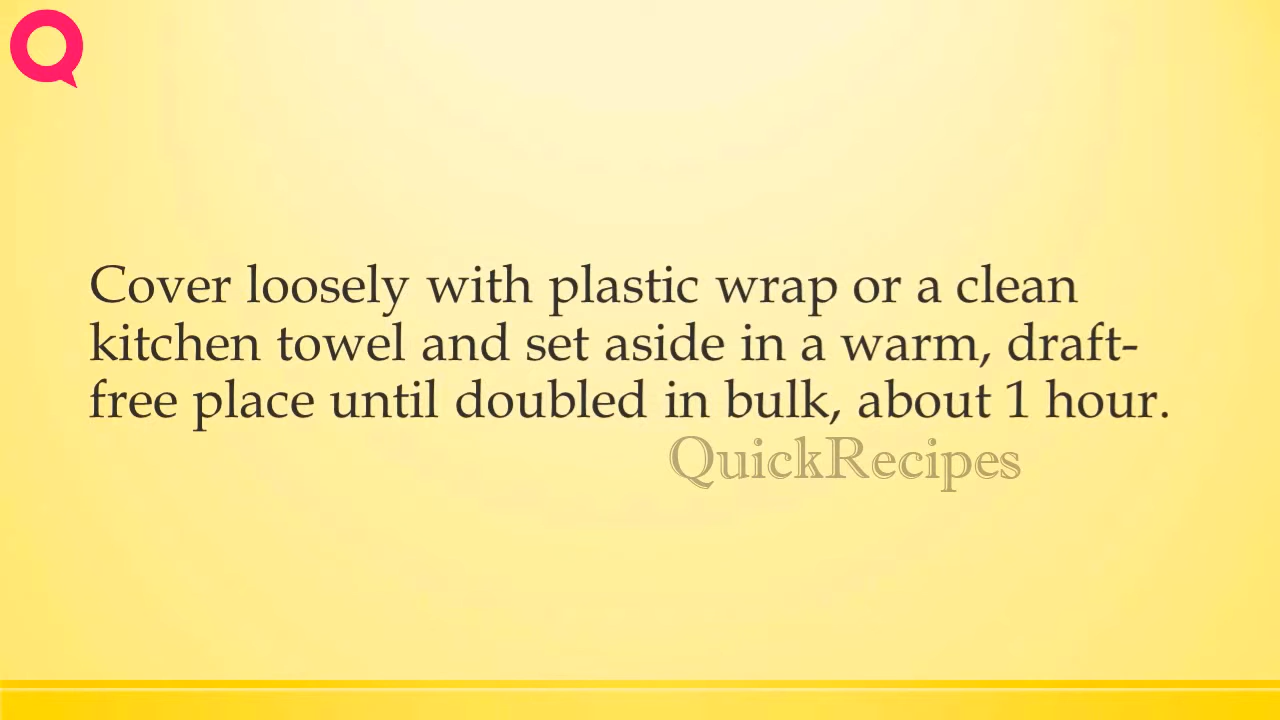 Cover loosely with plastic wrap or a clean
kitchen towel and set aside in a warm, draft-
free place until doubled in bulk, about 1 hour.
QuickRecipes